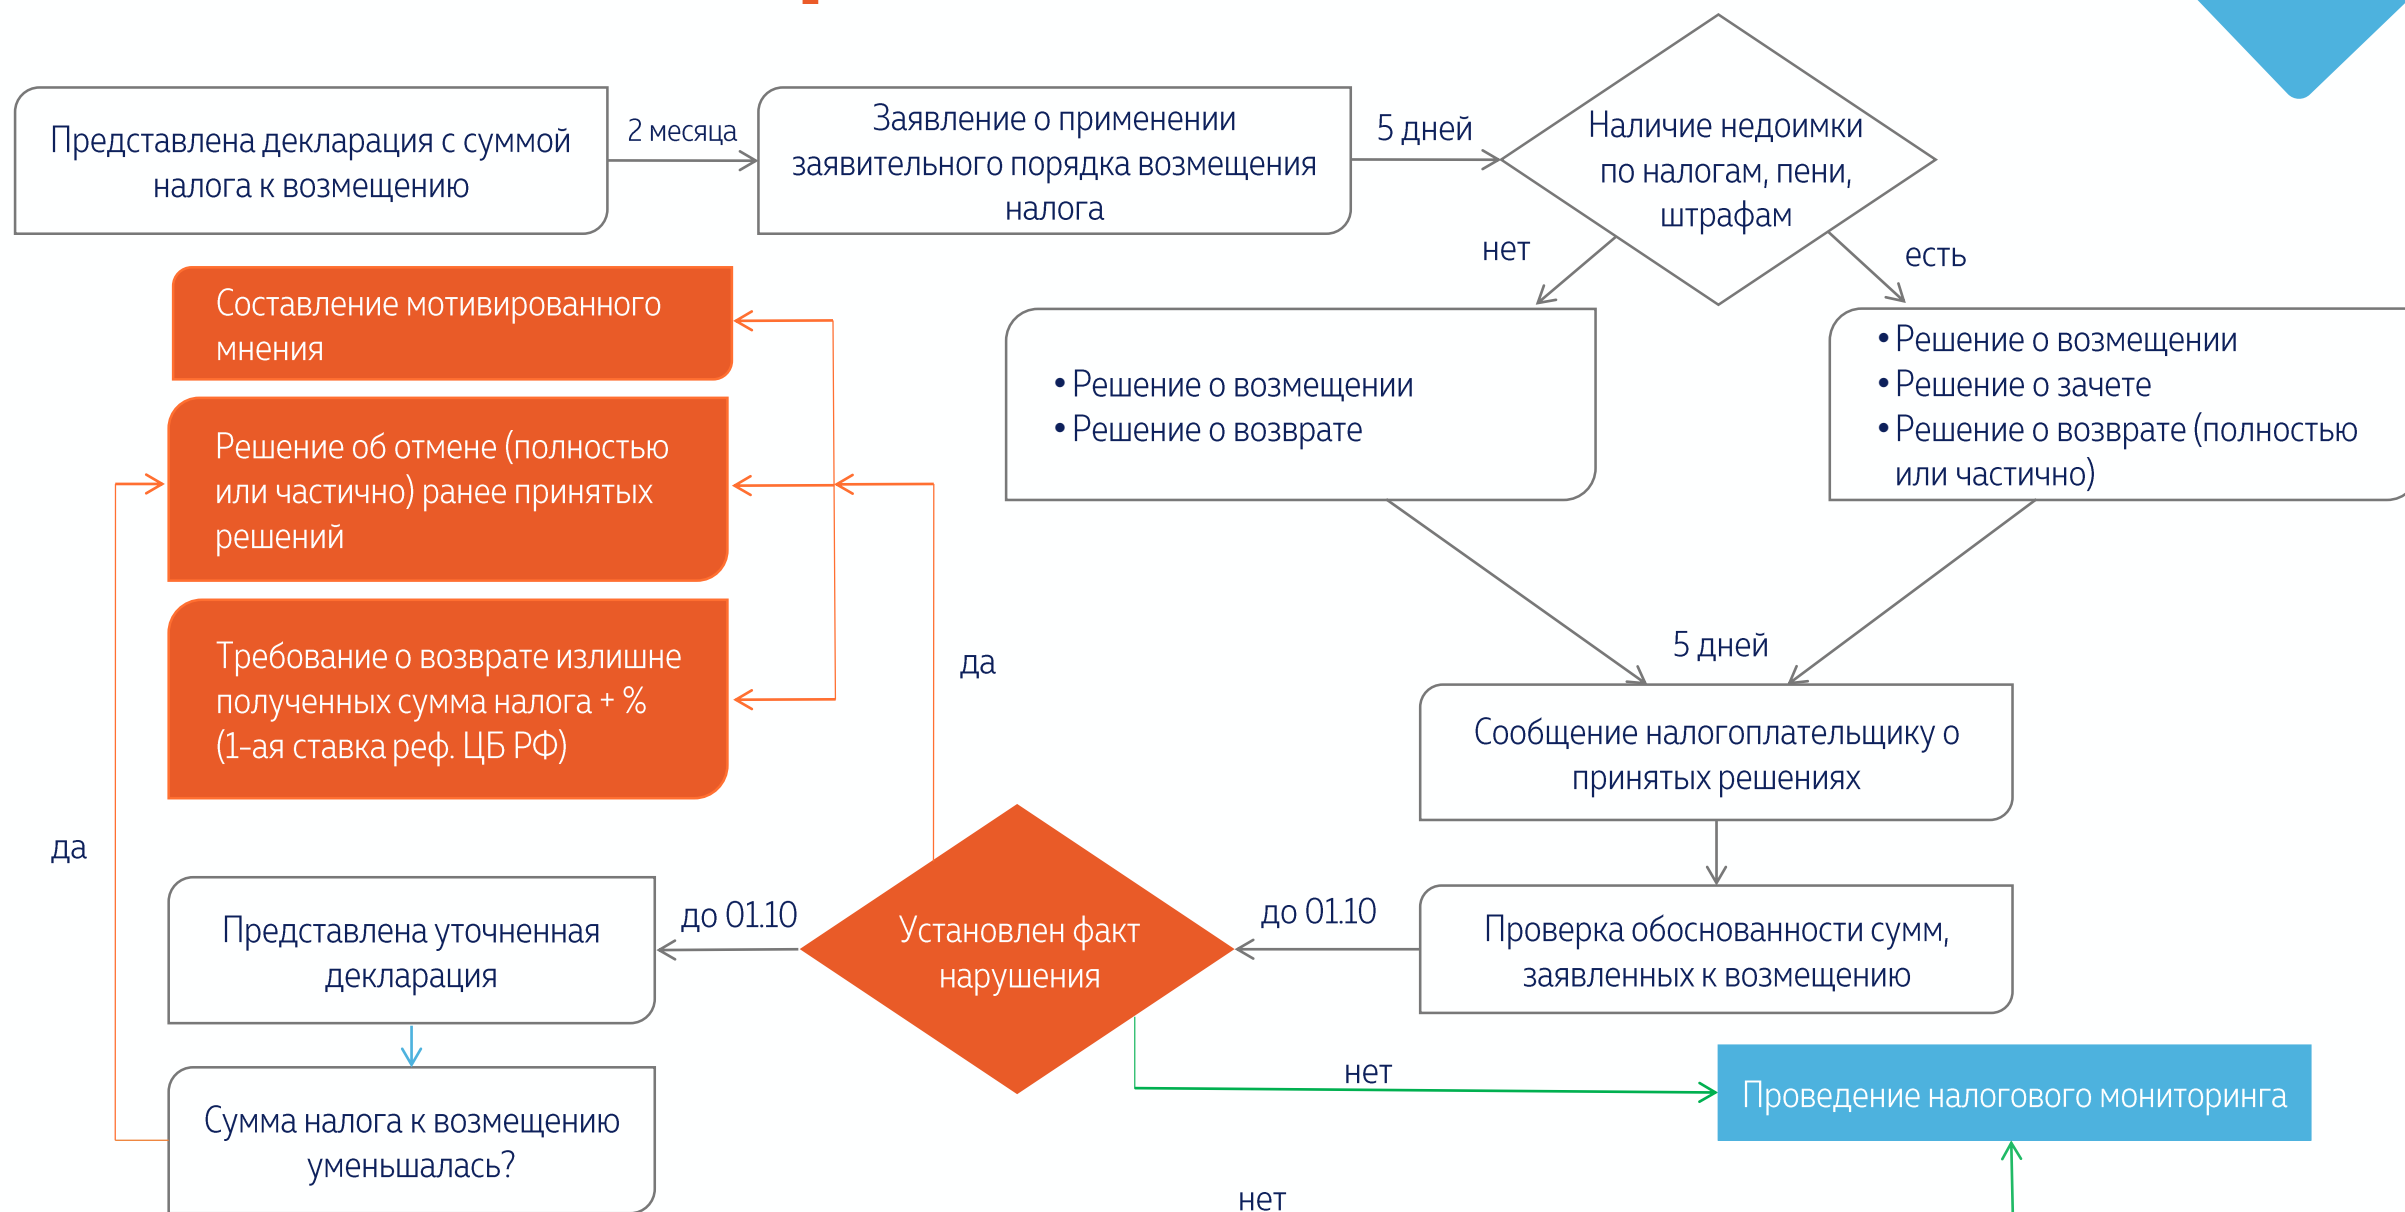 Представлена декларация с суммой
налога к возмещению
2 месяца
Заявление о применении
заявительного порядка возмещения
налога
5 дней
Наличие недоимки
по налогам, пени,
штрафам
нет
есть
Составление мотивированного
мнения
• Решение о возмещении
• Решение о возврате
• Решение о возмещении
• Решение о зачете
• Решение о возврате (полностью
или частично)
Решение об отмене (полностью
или частично) ранее принятых
решений
Требование о возврате излишне
полученных сумма налога + %
(1-ая ставка реф. ЦБ РФ)
да
5 дней
Сообщение налогоплательщику о
принятых решениях
да
Представлена уточненная
декларация
до 01.10
Установлен факт
нарушения
до 01.10
Проверка обоснованности сумм,
заявленных к возмещению
нет
Проведение налогового мониторинга
Сумма налога к возмещению
уменьшалась?
нет